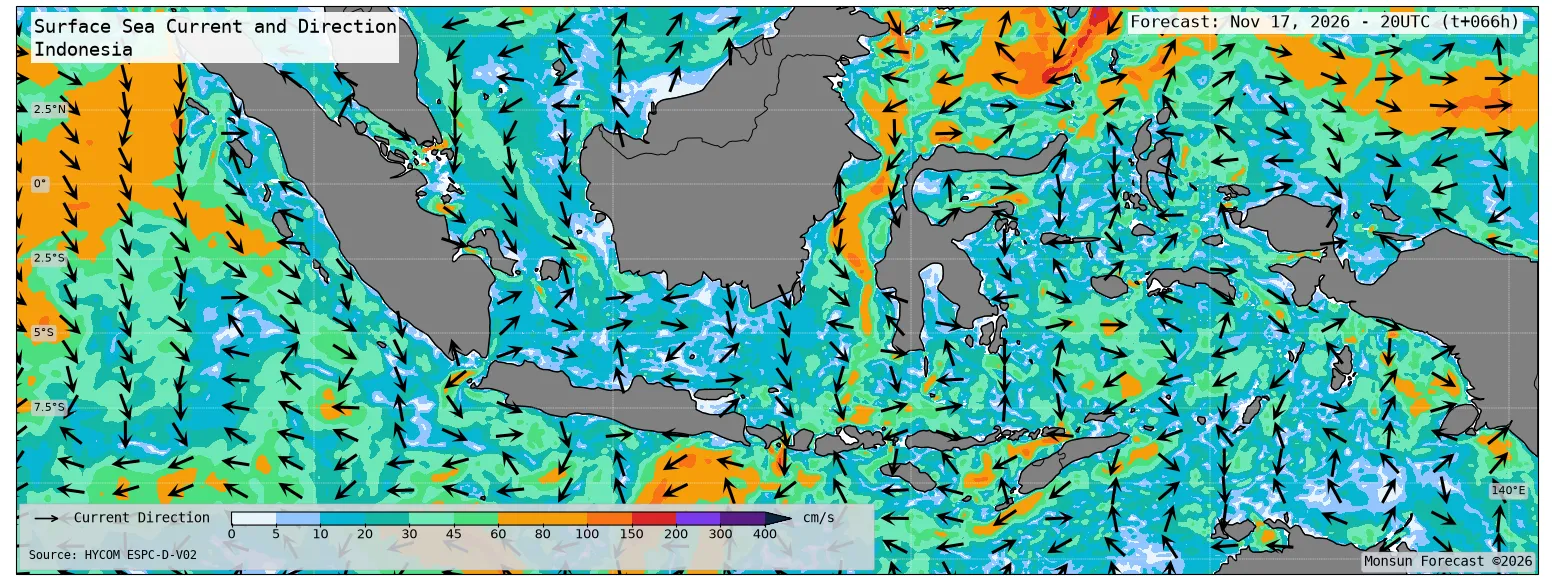 Surface Sea Current and Direction
Indonesia
Forecast: Nov 17, 2026 - 20UTC (t+066h)
2.5°N
0°
2.5°S
5°S
7.5°S
140°E
Current Direction
0 5 10 20 30 45 60 80 100 150 200 300 400 cm/s
Source: HYCOM ESPC-D-V02
Monsun Forecast ©2026